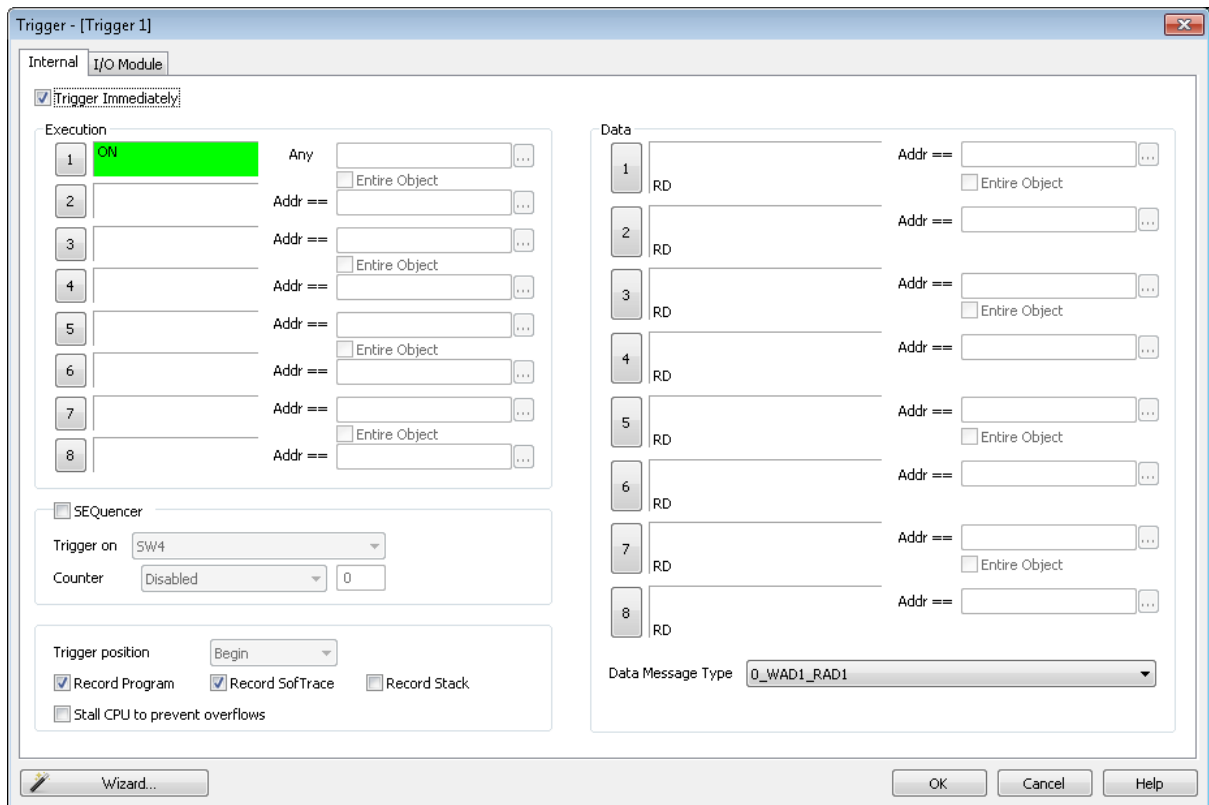 Trigger - [Trigger 1]
Internal
I/O Module
Trigger Immediately
Execution
1
ON
Any
...
Entire Object
2
Addr ==
...
3
Addr ==
...
Entire Object
4
Addr ==
...
5
Addr ==
...
Entire Object
6
Addr ==
...
7
Addr ==
...
Entire Object
8
Addr ==
...
SEQuencer
Trigger on
SW4
Counter
Disabled
0
Trigger position
Begin
Record Program
Record SofTrace
Record Stack
Stall CPU to prevent overflows
Data
1
RD
Addr ==
...
Entire Object
2
RD
Addr ==
...
3
RD
Addr ==
...
Entire Object
4
RD
Addr ==
...
5
RD
Addr ==
...
Entire Object
6
RD
Addr ==
...
7
RD
Addr ==
...
Entire Object
8
RD
Addr ==
...
Data Message Type
0_WAD1_RAD1
Wizard...
OK
Cancel
Help